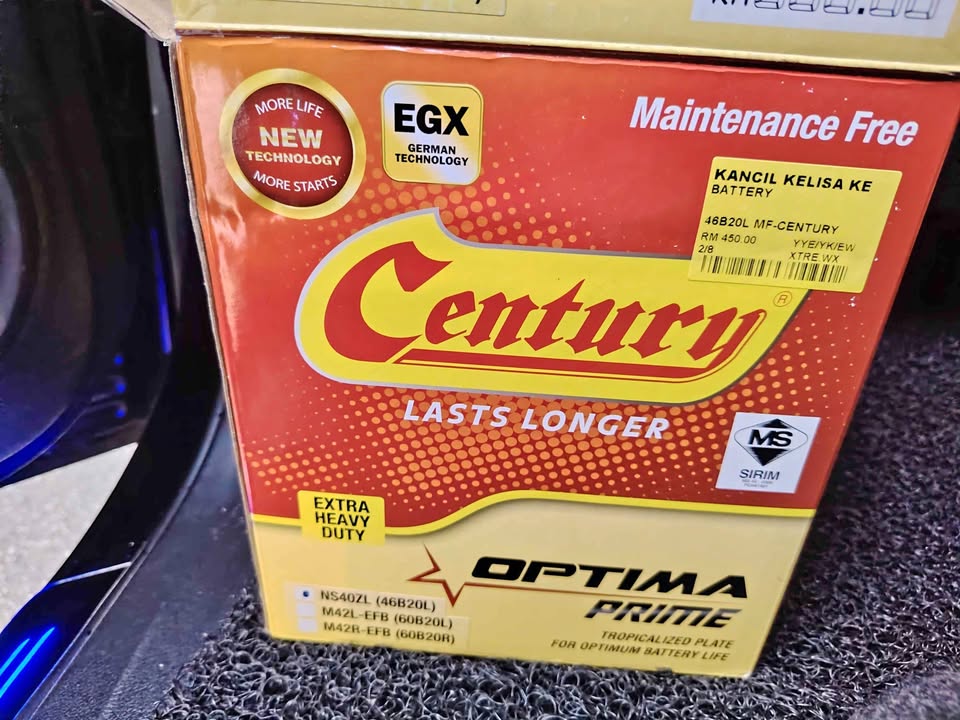 MORE LIFE
NEW
TECHNOLOGY
MORE STARTS
EGX
GERMAN
TECHNOLOGY
Maintenance Free
KANCIL KELISA KE
BATTERY
46B20L MF-CENTURY
RM 450.00 YYE/YK/EW
2/8 XTRE.WX
Century ®
LASTS LONGER
MS
SIRIM
EXTRA
HEAVY
DUTY
OPTIMA
PRIME
NS40ZL (46B20L)
M42L-EFB (60B20L)
M42R-EFB (60B20R)
TROPICALIZED PLATE
FOR OPTIMUM BATTERY LIFE